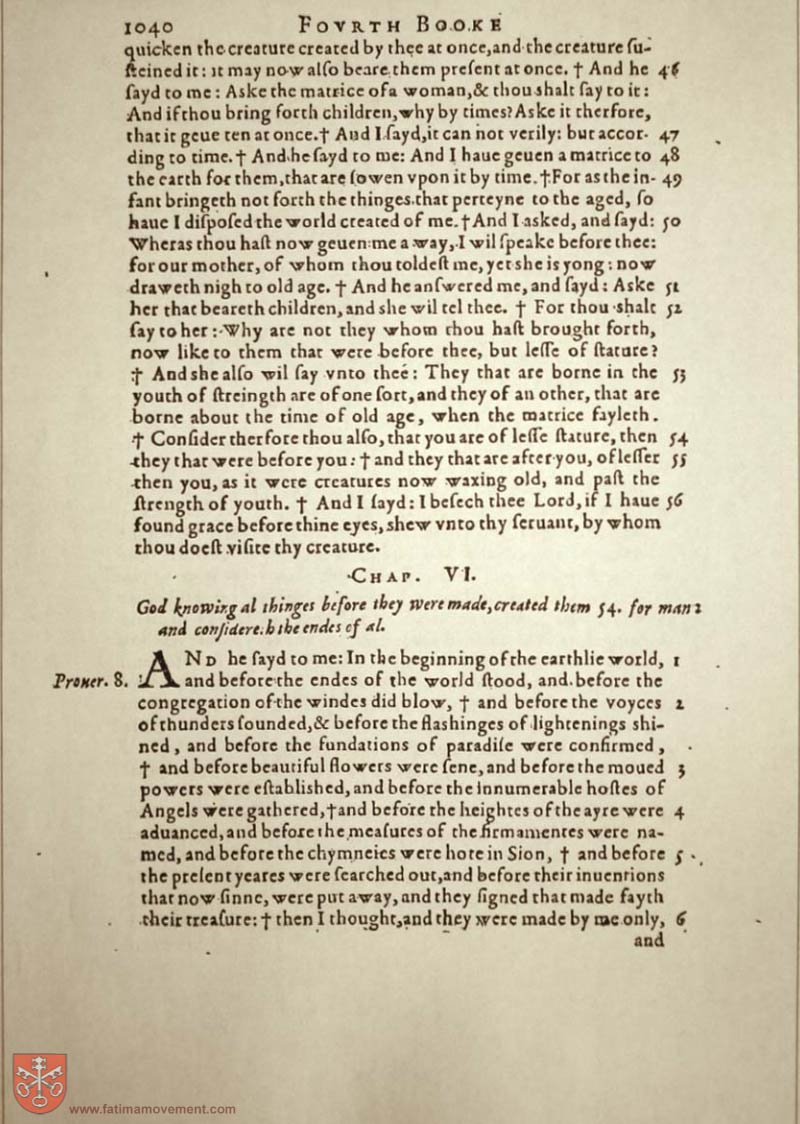 1040 FOVRTH BOOKE
quicken the creature created by thee at once, and the creature ſu-
ſteined it: it may now alſo beare them preſent at once. † And he 46
ſayd to me: Aske the matrice of a woman, & thou shalt ſay to it:
And if thou bring forth children, why by times? Aske it therfore,
that it geue ten at once. † And I ſayd, it can not verily: but accor- 47
ding to time. † And he ſayd to me: And I haue geuen a matrice to 48
the earth for them, that are ſowen vpon it by time. † For as the in- 49
fant bringeth not forth the thinges that perteyne to the aged, ſo
haue I diſpoſed the world created of me. † And I asked, and ſayd: 50
Wheras thou haſt now geuen me a way, I wil ſpeake before thee:
for our mother, of whom thou toldeſt me, yet she is yong: now
draweth nigh to old age. † And he anſwered me, and ſayd: Aske 51
her that beareth children, and she wil tel thee. † For thou shalt 52
ſay to her: Why are not they whom thou haſt brought forth,
now like to them that were before thee, but leſſe of ſtature?
† And she alſo wil ſay vnto thee: They that are borne in the 53
youth of ſtreingth are of one ſort, and they of an other, that are
borne about the time of old age, when the matrice fayleth.
† Conſider therfore thou alſo, that you are of leſſe ſtature, then 54
they that were before you: † and they that are after you, of leſſer 55
then you, as it were creatures now waxing old, and paſt the
ſtrength of youth. † And I ſayd: I beſech thee Lord, if I haue 56
found grace before thine eyes, shew vnto thy ſeruant, by whom
thou doeſt viſite thy creature.
CHAP. VI.
God knowing al thinges before they were made, created them 54. for man:
and conſidereth the endes of al.
AND he ſayd to me: In the beginning of the earthlie world, 1
Prouer. 8. and before the endes of the world ſtood, and before the
congregation of the windes did blow, † and before the voyces 2
of thunders ſounded, & before the flashinges of lightenings shi-
ned, and before the fundations of paradiſe were confirmed,
† and before beautiful flowers were ſene, and before the moued 3
powers were eſtablished, and before the innumerable hoſtes of
Angels were gathered, † and before the heightes of the ayre were 4
aduanced, and before the meaſures of the firmamentes were na-
med, and before the chymneies were hote in Sion, † and before 5
the preſent yeares were ſearched out, and before their inuentions
that now ſinne, were put away, and they ſigned that made fayth
their treaſure: † then I thought, and they were made by me only, 6
and
www.fatimamovement.com